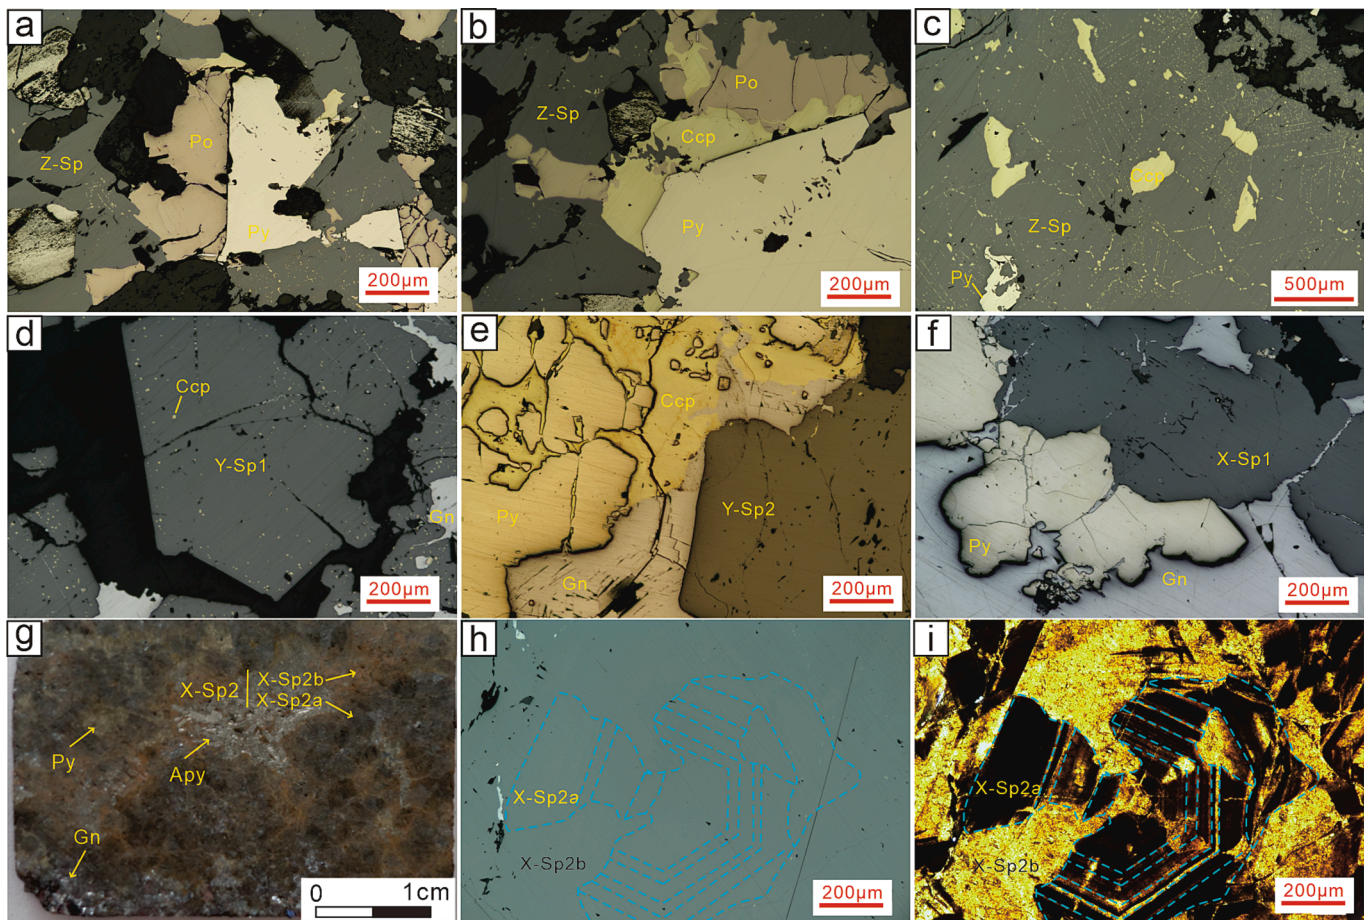 a
Z-Sp
Po
Py
200μm
b
Z-Sp
Po
Ccp
Py
200μm
c
Ccp
Z-Sp
Py
500μm
d
Ccp
Y-Sp1
Gn
200μm
e
Ccp
Y-Sp2
Py
Gn
200μm
f
X-Sp1
Py
Gn
200μm
g
X-Sp2
X-Sp2b
X-Sp2a
Py
Apy
Gn
0 1cm
h
X-Sp2a
X-Sp2b
200μm
i
X-Sp2a
X-Sp2b
200μm